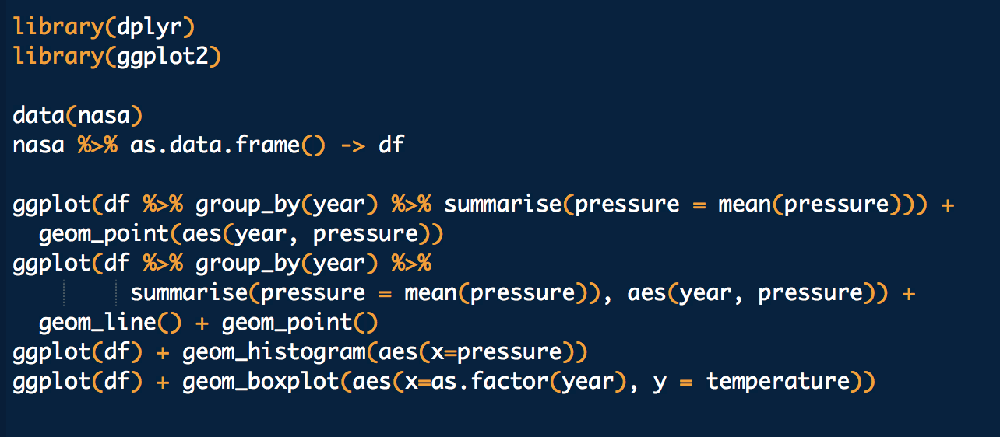 library(dplyr)
library(ggplot2)
data(nasa)
nasa %>% as.data.frame() -> df
ggplot(df %>% group_by(year) %>% summarise(pressure = mean(pressure))) +
  geom_point(aes(year, pressure))
ggplot(df %>% group_by(year) %>%
         summarise(pressure = mean(pressure)), aes(year, pressure)) +
  geom_line() + geom_point()
ggplot(df) + geom_histogram(aes(x=pressure))
ggplot(df) + geom_boxplot(aes(x=as.factor(year), y = temperature))